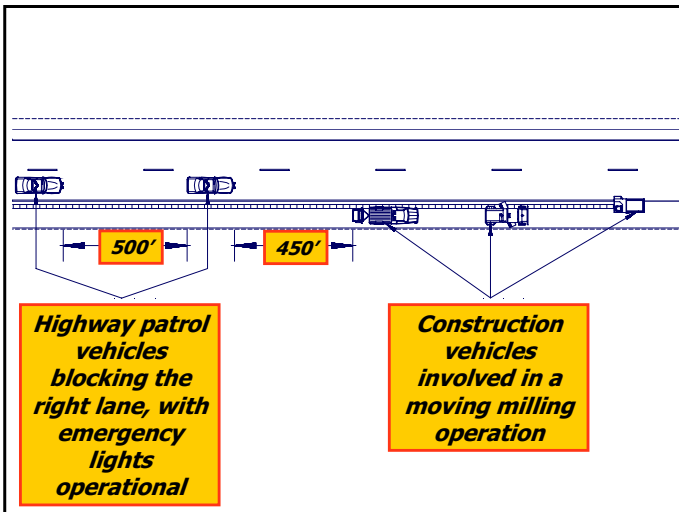 500’
450’
Highway patrol
vehicles
blocking the
right lane, with
emergency
lights
operational
Construction
vehicles
involved in a
moving milling
operation